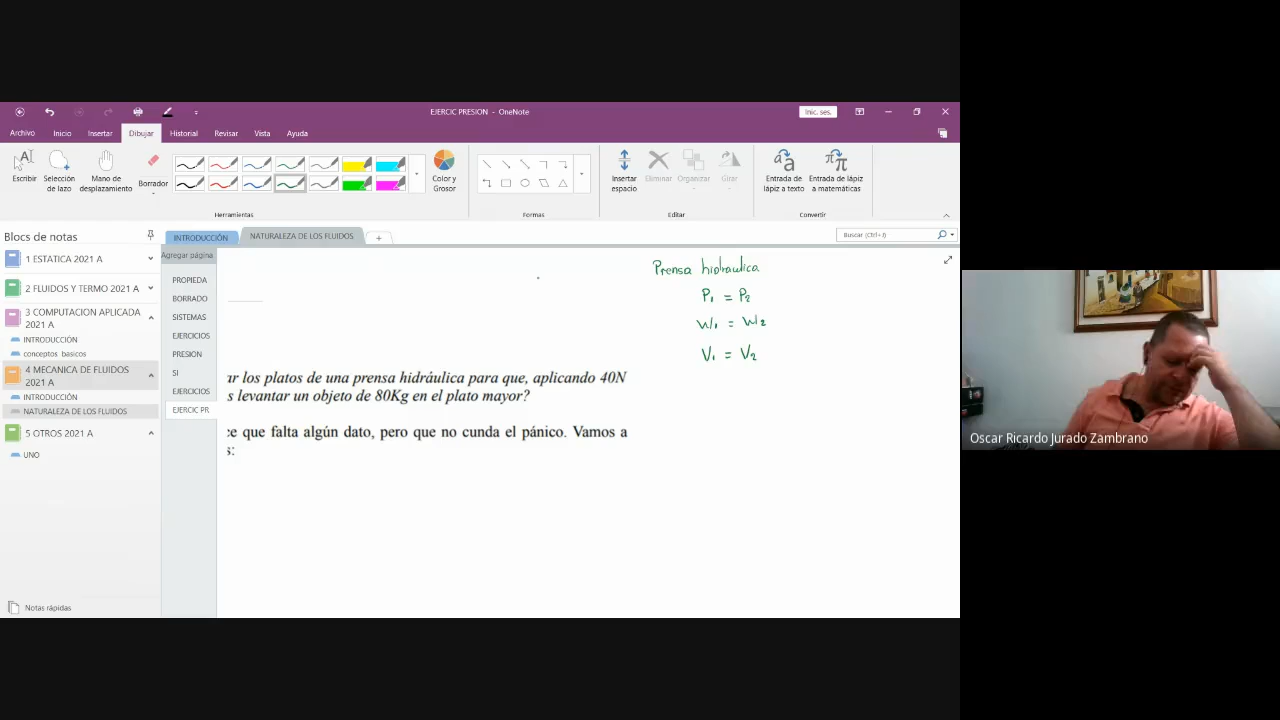 EJERCIC PRESION - OneNote
Inic. ses.
Archivo Inicio Insertar Dibujar Historial Revisar Vista Ayuda
Escribir
Selección de lazo
Mano de desplazamiento
Borrador
Color y Grosor
Insertar espacio
Eliminar
Organizar
Girar
Entrada de lápiz a texto
Entrada de lápiz a matemáticas
Herramientas
Formas
Editar
Convertir
Blocs de notas
INTRODUCCIÓN
NATURALEZA DE LOS FLUIDOS
Buscar (Ctrl+J)
1 ESTATICA 2021 A
2 FLUIDOS Y TERMO 2021 A
3 COMPUTACION APLICADA
2021 A
INTRODUCCIÓN
conceptos basicos
4 MECANICA DE FLUIDOS
2021 A
INTRODUCCIÓN
NATURALEZA DE LOS FLUIDOS
5 OTROS 2021 A
UNO
Notas rápidas
Agregar página
PROPIEDA
BORRADO
SISTEMAS
EJERCICIOS
PRESION
SI
EJERCICIOS
EJERCIC PR
Prensa hidraulica
P1 = P2
W1 = W2
V1 = V2
ar los platos de una prensa hidráulica para que, aplicando 40N
s levantar un objeto de 80Kg en el plato mayor?
ce que falta algún dato, pero que no cunda el pánico. Vamos a
s:
Oscar Ricardo Jurado Zambrano